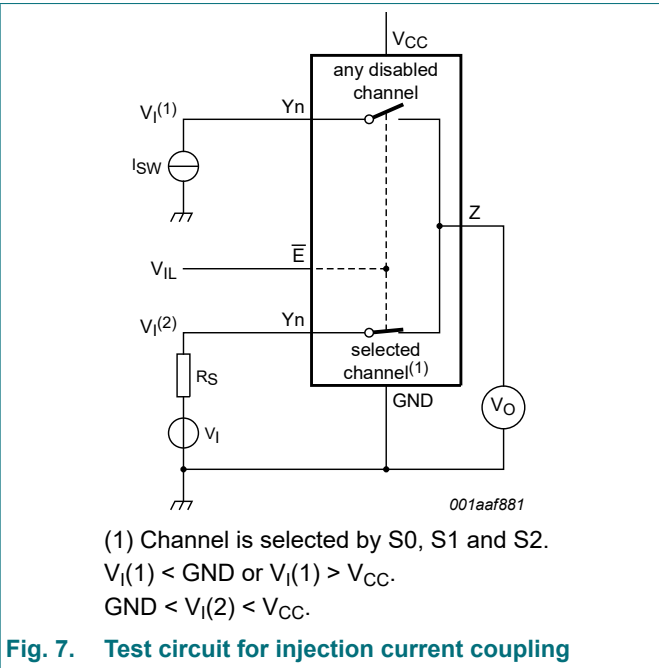 VCC
any disabled
channel
VI(1)
Yn
ISW
Z
E
VIL
VI(2)
Yn
selected
channel(1)
RS
GND
VO
VI
001aaf881
(1) Channel is selected by S0, S1 and S2.
VI(1) < GND or VI(1) > VCC.
GND < VI(2) < VCC.
Fig. 7. Test circuit for injection current coupling